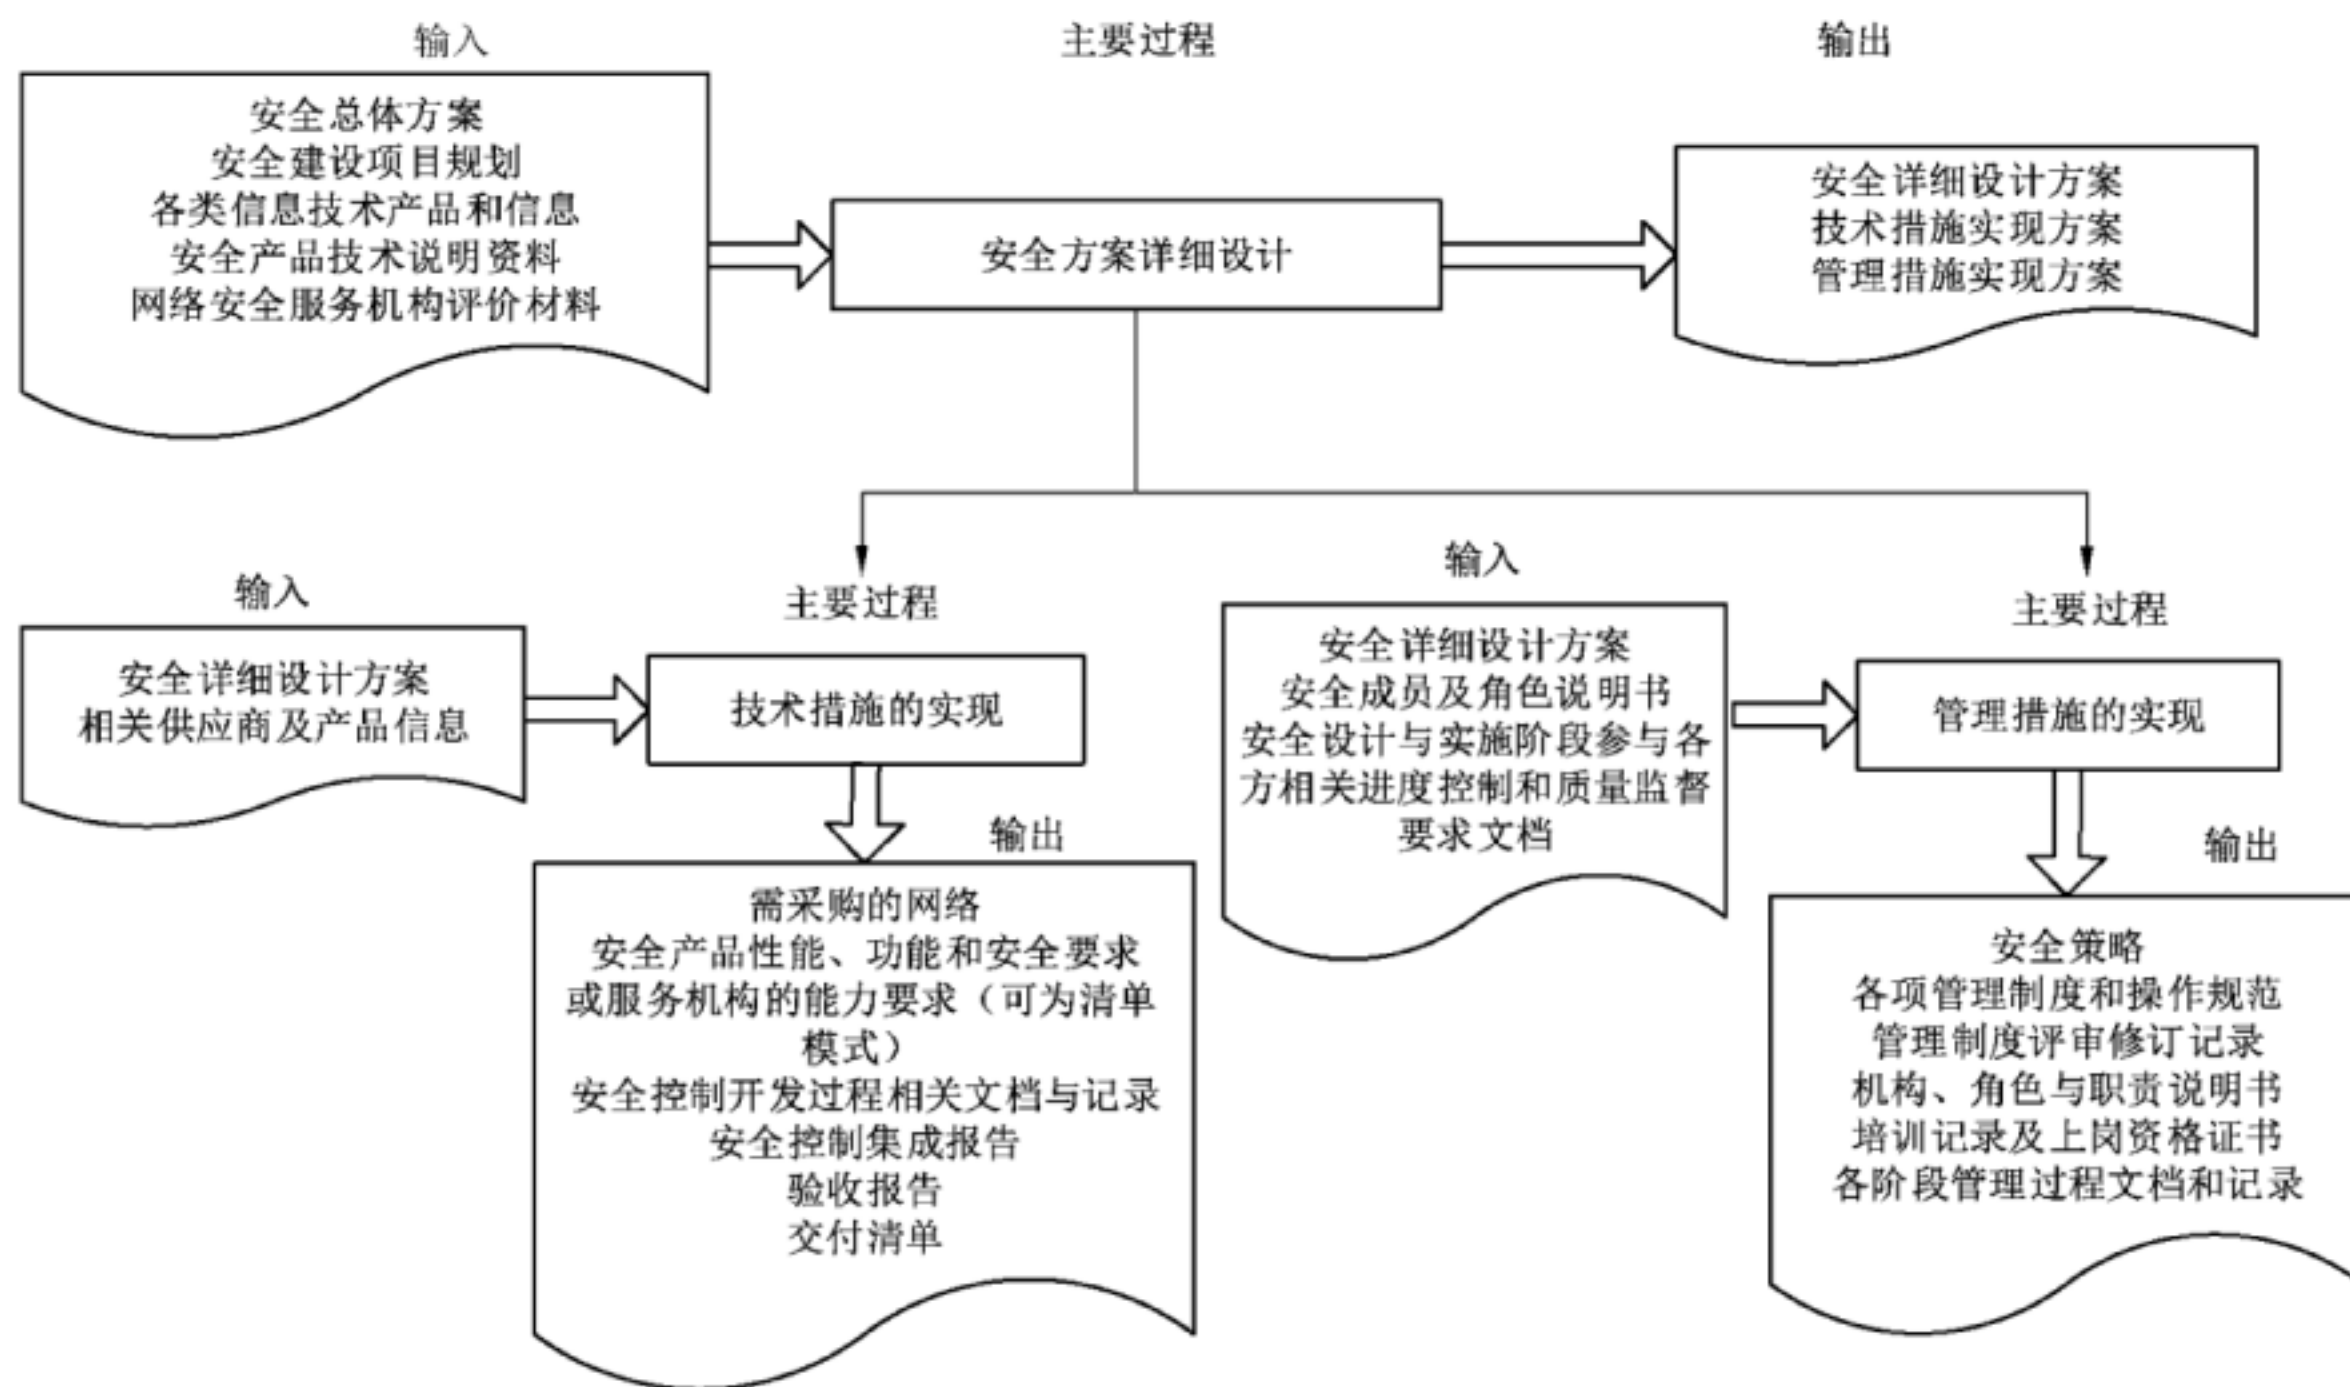 输入
主要过程
输出
安全总体方案
安全建设项目规划
各类信息技术产品和信息
安全产品技术说明资料
网络安全服务机构评价材料
安全方案详细设计
安全详细设计方案
技术措施实现方案
管理措施实现方案
输入
主要过程
安全详细设计方案
相关供应商及产品信息
技术措施的实现
输出
需采购的网络
安全产品性能、功能和安全要求
或服务机构的能力要求（可为清单
模式）
安全控制开发过程相关文档与记录
安全控制集成报告
验收报告
交付清单
输入
主要过程
安全详细设计方案
安全成员及角色说明书
安全设计与实施阶段参与各
方相关进度控制和质量监督
要求文档
管理措施的实现
输出
安全策略
各项管理制度和操作规范
管理制度评审修订记录
机构、角色与职责说明书
培训记录及上岗资格证书
各阶段管理过程文档和记录